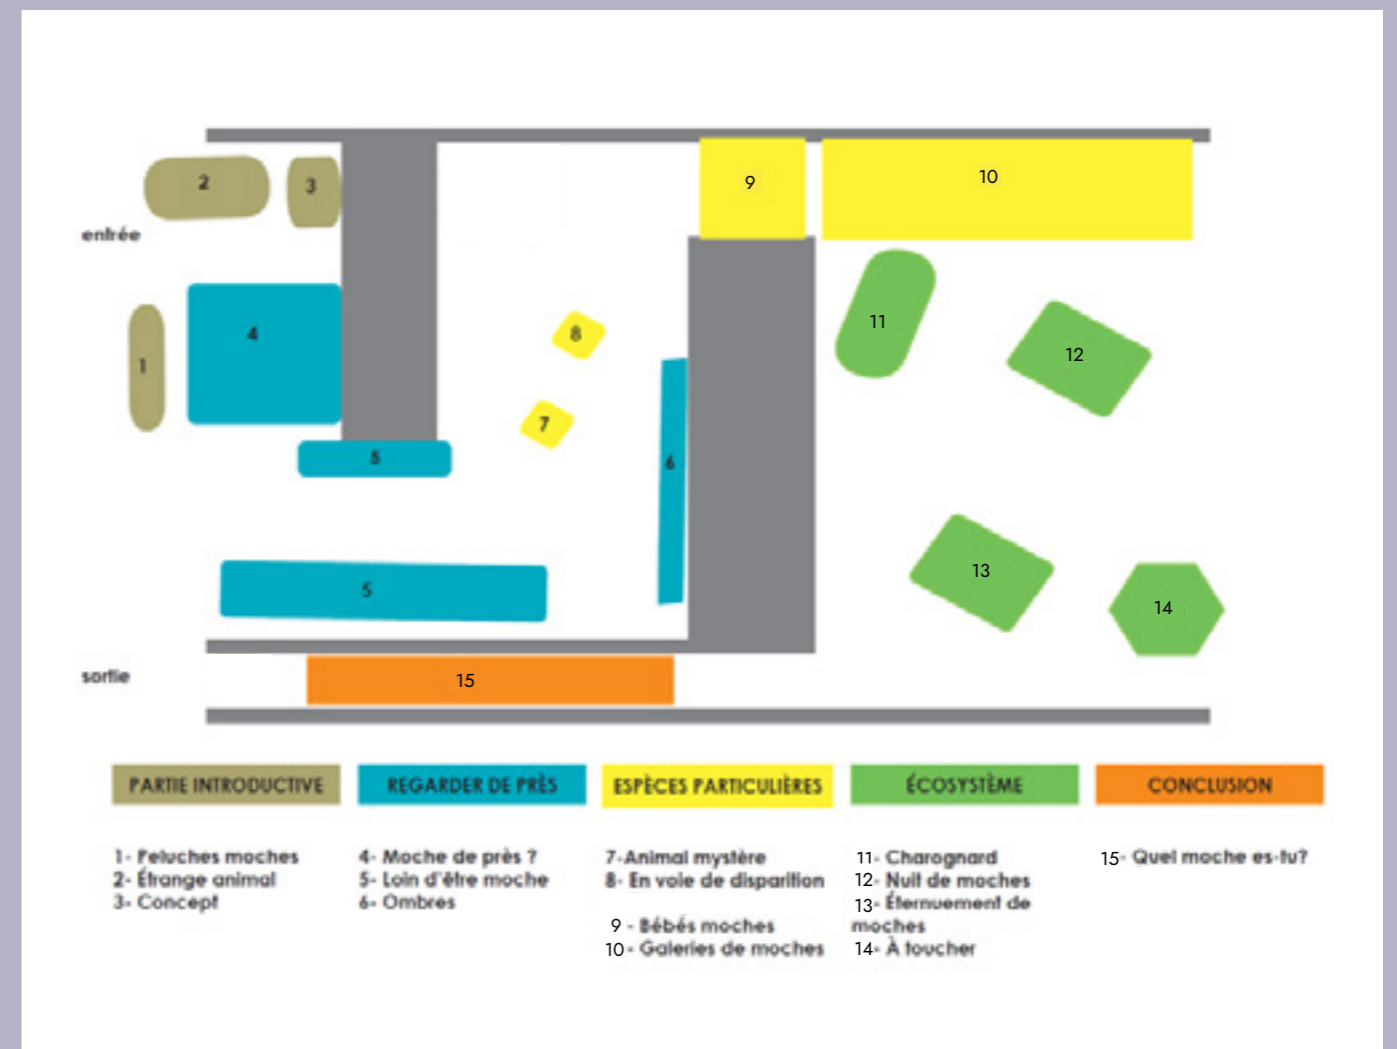 2
3
entrée
1
4
5
5
6
7
8
9
10
11
12
13
14
sortie
15
PARTIE INTRODUCTIVE
1- Peluches moches
2- Étrange animal
3- Concept
REGARDER DE PRÈS
4- Moche de près ?
5- Loin d'être moche
6- Ombres
ESPÈCES PARTICULIÈRES
7-Animal mystère
8- En voie de disparition
9 - Bébés moches
10- Galeries de moches
ÉCOSYSTÈME
11- Charognard
12- Nuit de moches
13- Éternuement de
moches
14- À toucher
CONCLUSION
15- Quel moche es-tu?